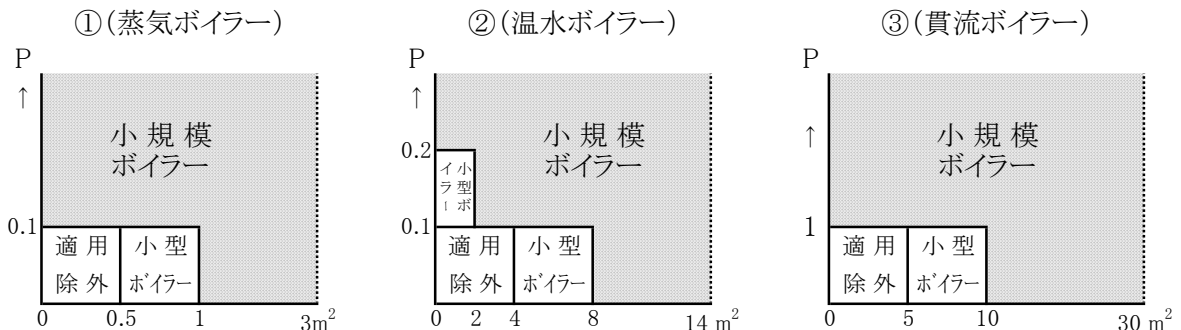 ①(蒸気ボイラー)
P
↑
小 規 模
ボイラー
0.1
適 用
除 外
小 型
ボイラー
0
0.5
1
3m²
②(温水ボイラー)
P
↑
小 規 模
ボイラー
0.2
小型ボ
イラー
0.1
適 用
除 外
小 型
ボイラー
0
2
4
8
14 m²
③(貫流ボイラー)
P
↑
小 規 模
ボイラー
1
適 用
除 外
小 型
ボイラー
0
5
10
30 m²